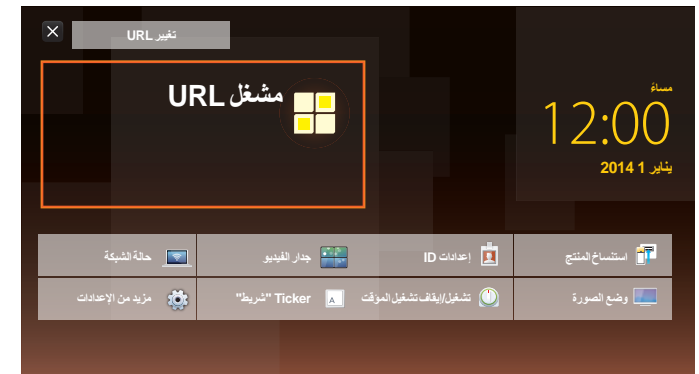 تغيير URL
مشغل URL
مساءً
12:00
يناير 1 2014
استنساخ المنتج
إعدادات ID
جدار الفيديو
حالة الشبكة
وضع الصورة
تشغيل/إيقاف تشغيل المؤقت
Ticker "شريط"
مزيد من الإعدادات